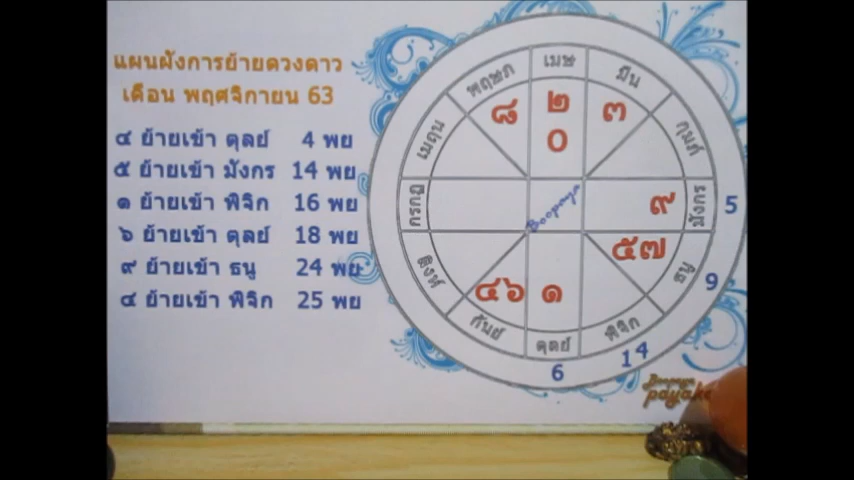 แผนผังการย้ายดวงดาว
เดือน พฤศจิกายน 63
๔ ย้ายเข้า ตุลย์ 4 พย
๕ ย้ายเข้า มังกร 14 พย
๑ ย้ายเข้า พิจิก 16 พย
๖ ย้ายเข้า ตุลย์ 18 พย
๙ ย้ายเข้า ธนู 24 พย
๔ ย้ายเข้า พิจิก 25 พย
เมษ
พฤษภ
มีน
๘
๒
๓
๐
เมถุน
กุมภ์
กรกฎ
Boopaya
๙
มังกร
5
๕๗
สิงห์
ธนู
9
๔๖
๑
กันย์
ตุลย์
พิจิก
6
14
Boopaya
payake